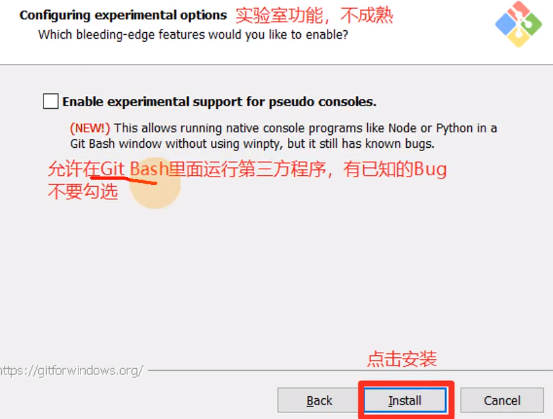 Configuring experimental options 实验室功能，不成熟
Which bleeding-edge features would you like to enable?
Enable experimental support for pseudo consoles.
(NEW!) This allows running native console programs like Node or Python in a
Git Bash window without using winpty, but it still has known bugs.
允许在Git Bash里面运行第三方程序，有已知的Bug
不要勾选
点击安装
https://gitforwindows.org/
Back Install Cancel